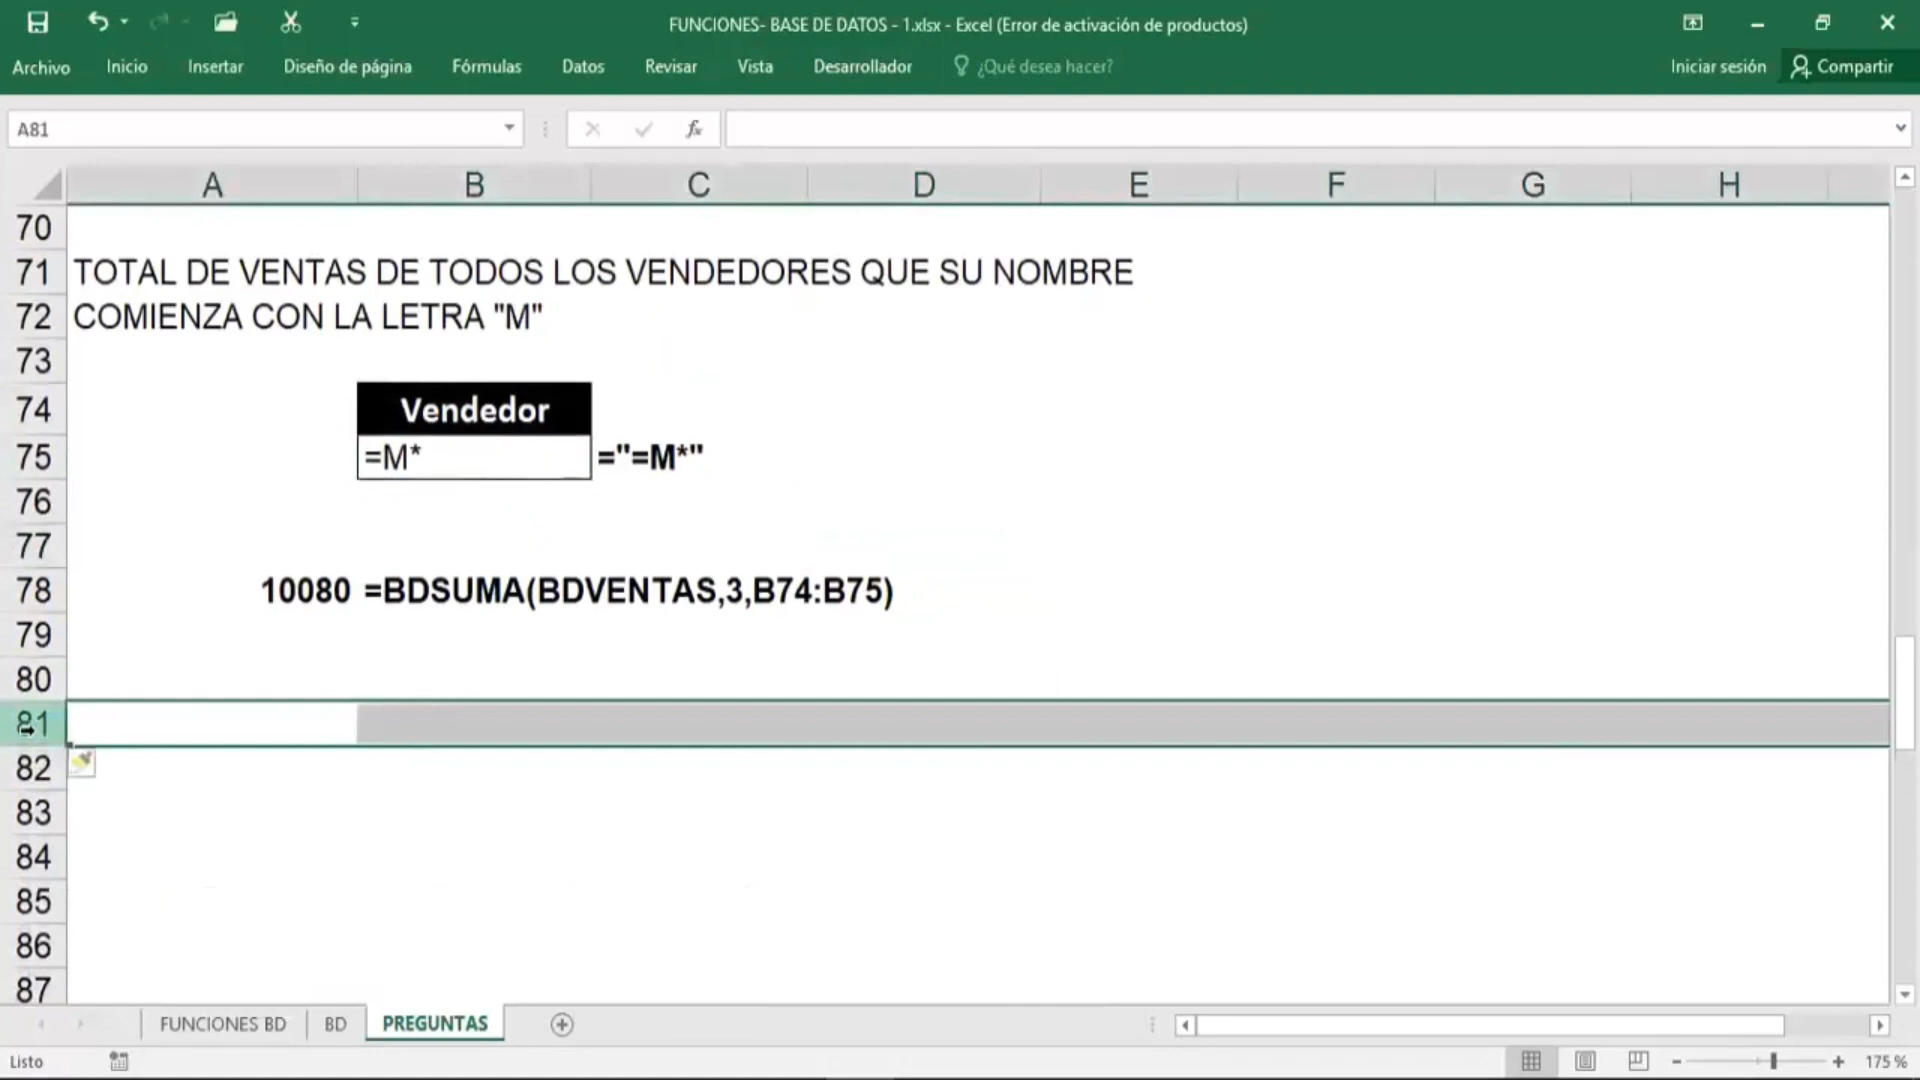 FUNCIONES- BASE DE DATOS - 1.xlsx - Excel (Error de activación de productos)
Archivo Inicio Insertar Diseño de página Fórmulas Datos Revisar Vista Desarrollador ¿Qué desea hacer? Iniciar sesión Compartir
A81 fx
A B C D E F G H
70
71 TOTAL DE VENTAS DE TODOS LOS VENDEDORES QUE SU NOMBRE
72 COMIENZA CON LA LETRA "M"
73
74 Vendedor
75 =M* ="=M*"
76
77
78 10080 =BDSUMA(BDVENTAS,3,B74:B75)
79
80
81
82
83
84
85
86
87
FUNCIONES BD BD PREGUNTAS
Listo 175 %